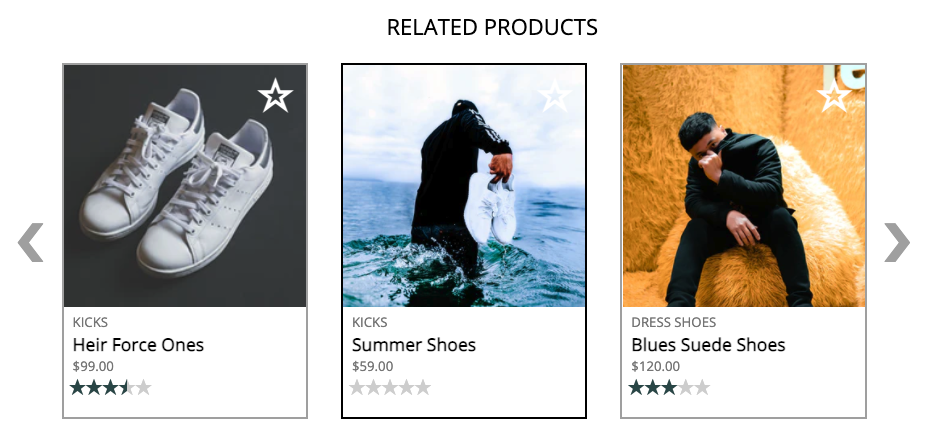 RELATED PRODUCTS
KICKS
Heir Force Ones
$99.00
KICKS
Summer Shoes
$59.00
DRESS SHOES
Blues Suede Shoes
$120.00